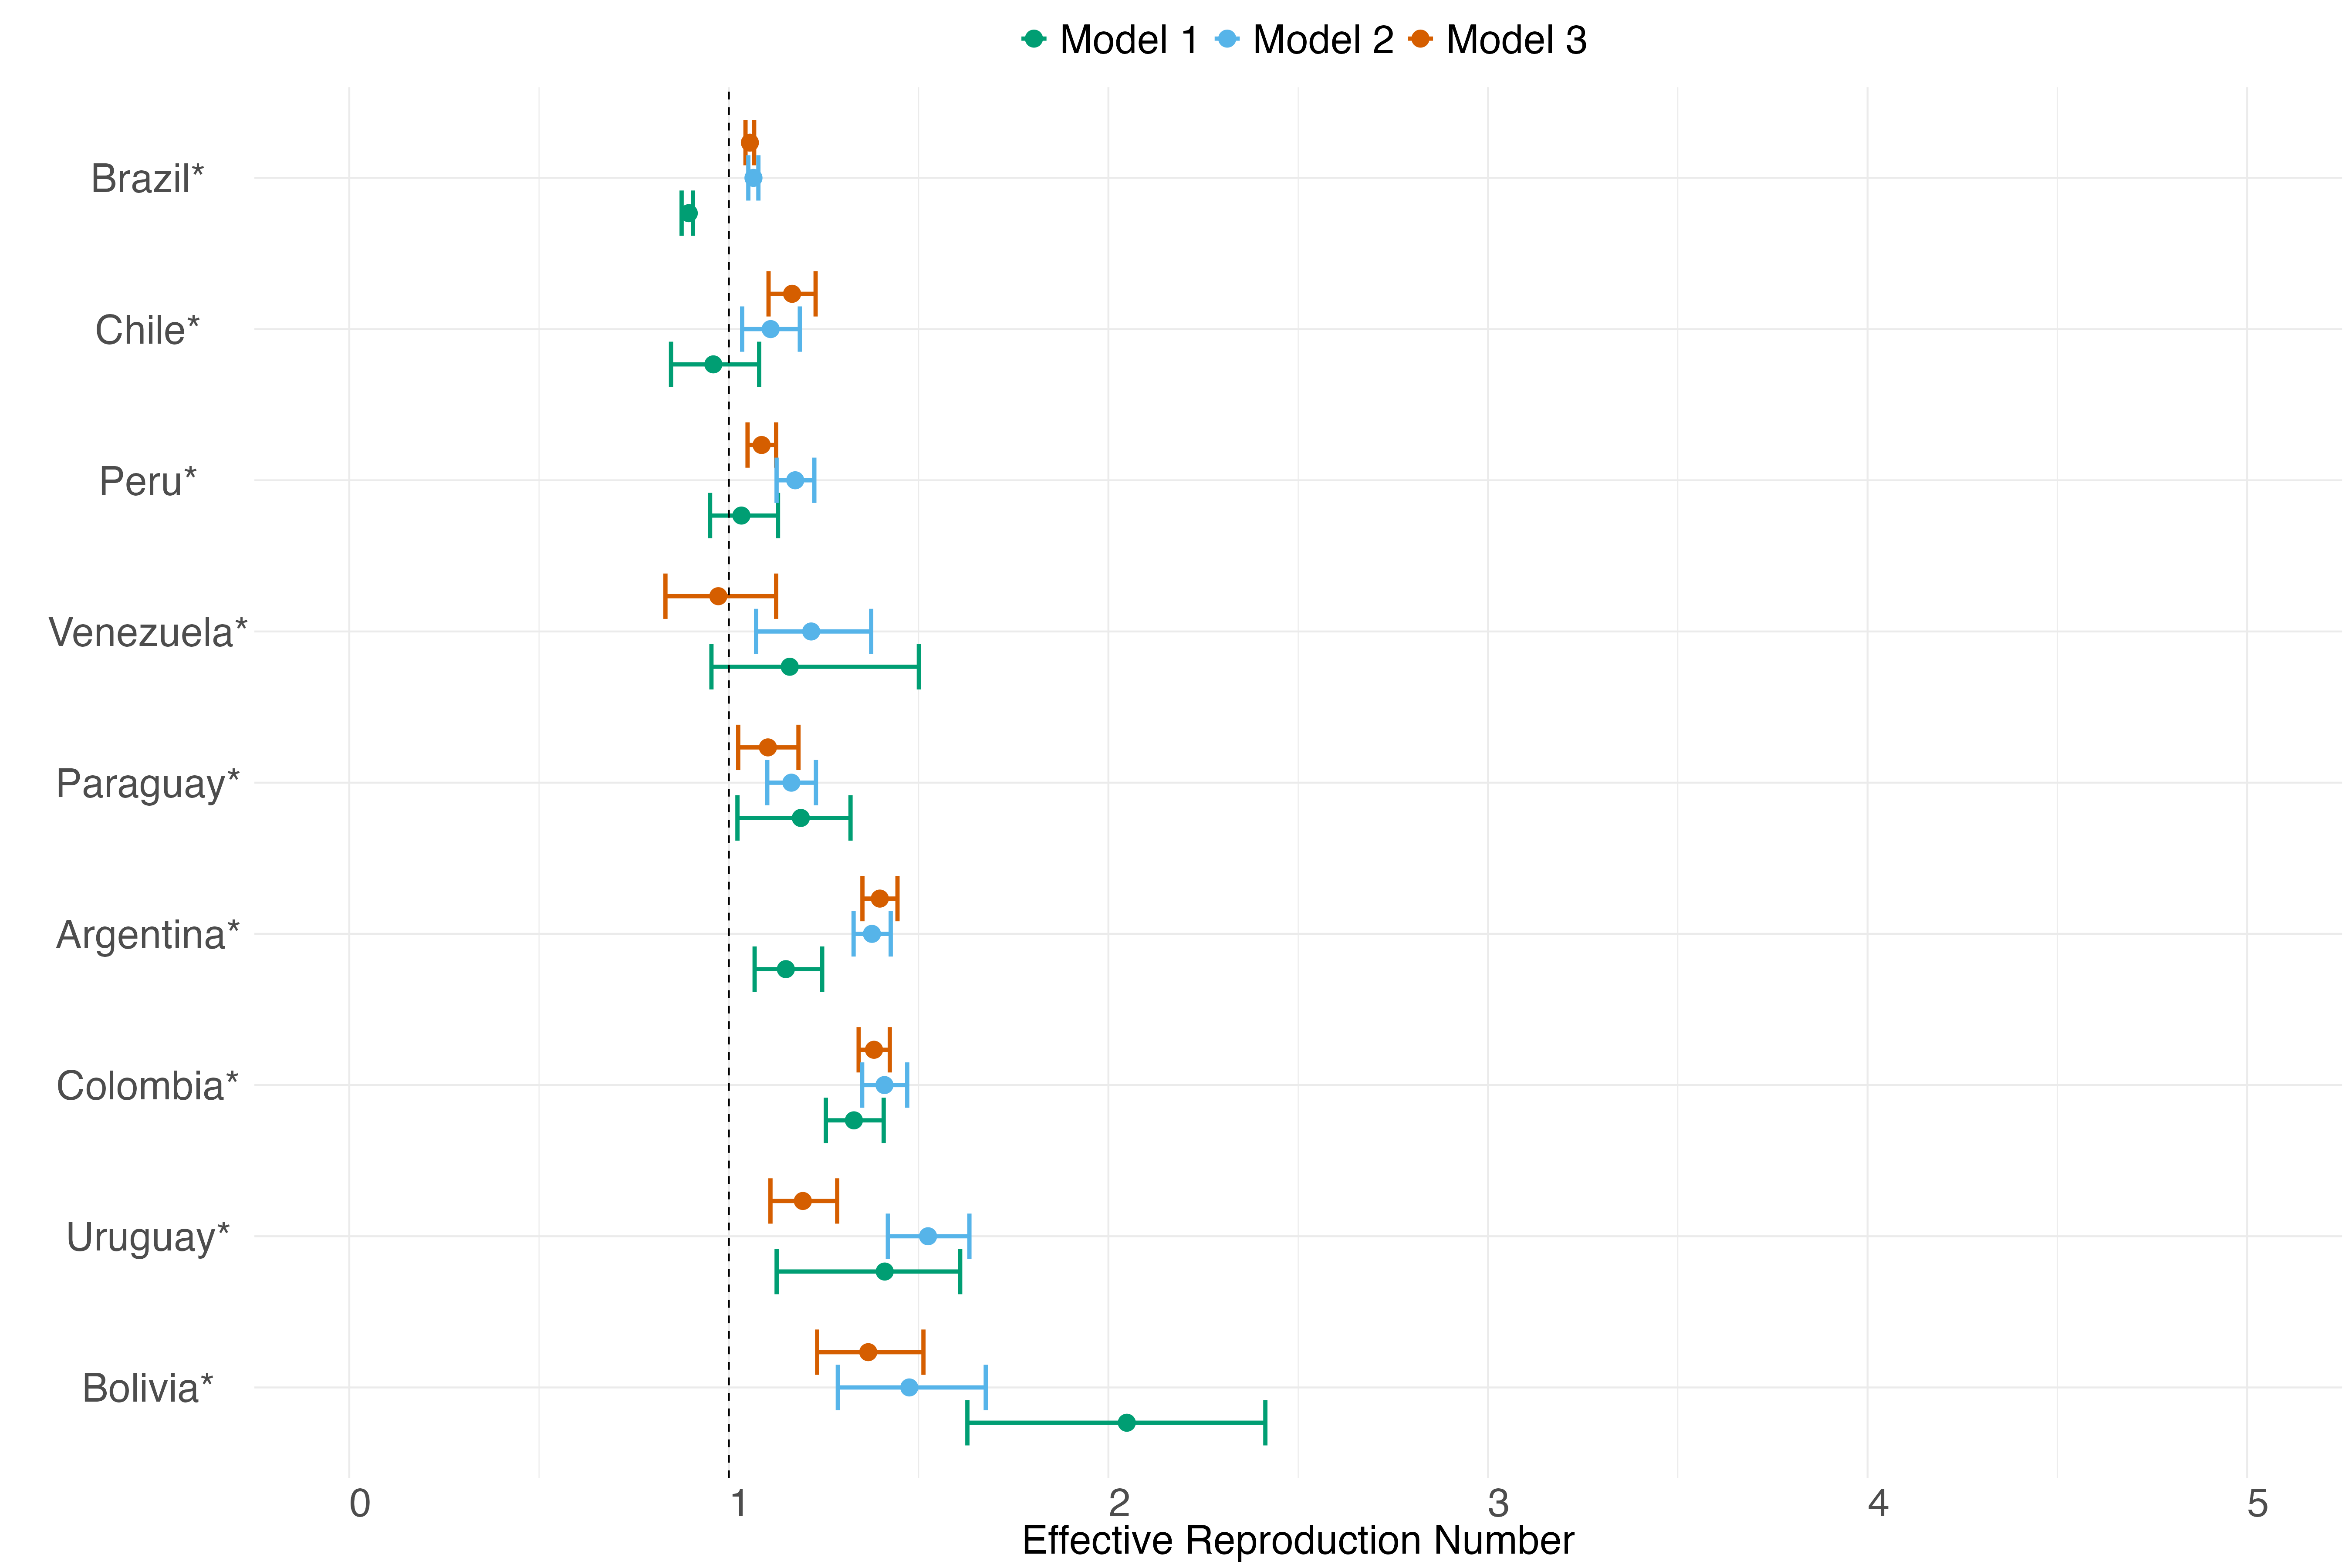 Model 1 Model 2 Model 3
Brazil*
Chile*
Peru*
Venezuela*
Paraguay*
Argentina*
Colombia*
Uruguay*
Bolivia*
0 1 2 3 4 5
Effective Reproduction Number